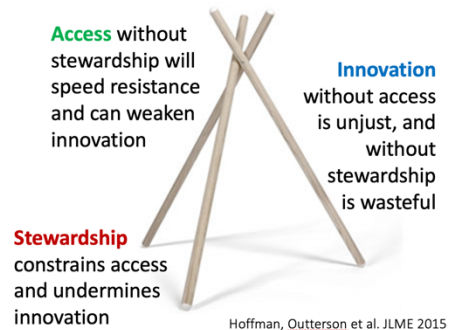 Access without
stewardship will
speed resistance
and can weaken
innovation
Innovation
without access
is unjust, and
without
stewardship
is wasteful
Stewardship
constrains access
and undermines
innovation
Hoffman, Outterson et al. JLME 2015